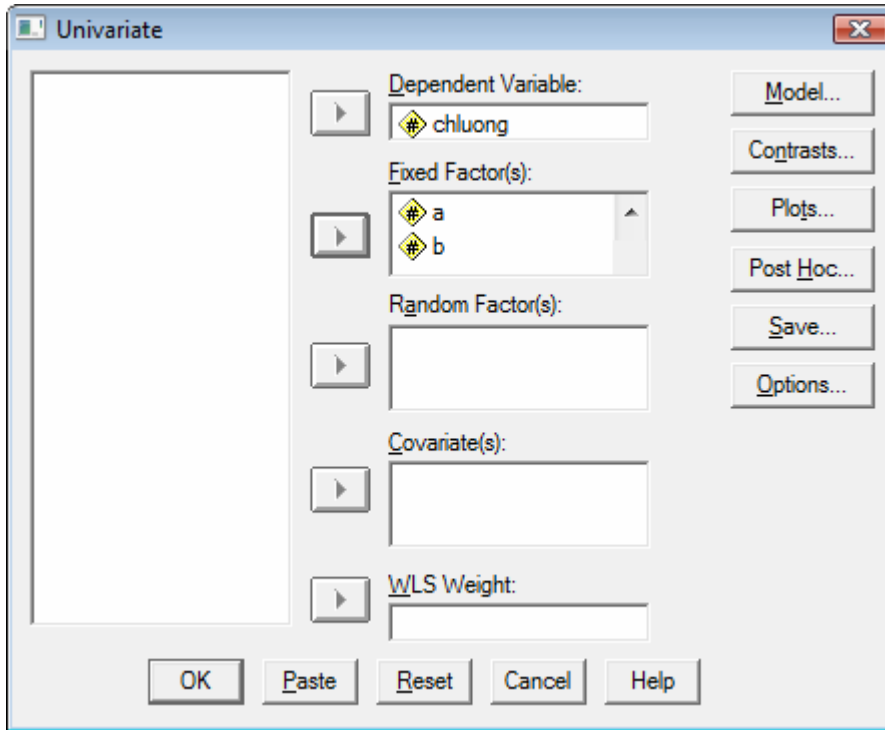 Univariate
Dependent Variable:
# chluong
Fixed Factor(s):
# a
# b
Random Factor(s):
Covariate(s):
WLS Weight:
Model...
Contrasts...
Plots...
Post Hoc...
Save...
Options...
OK
Paste
Reset
Cancel
Help